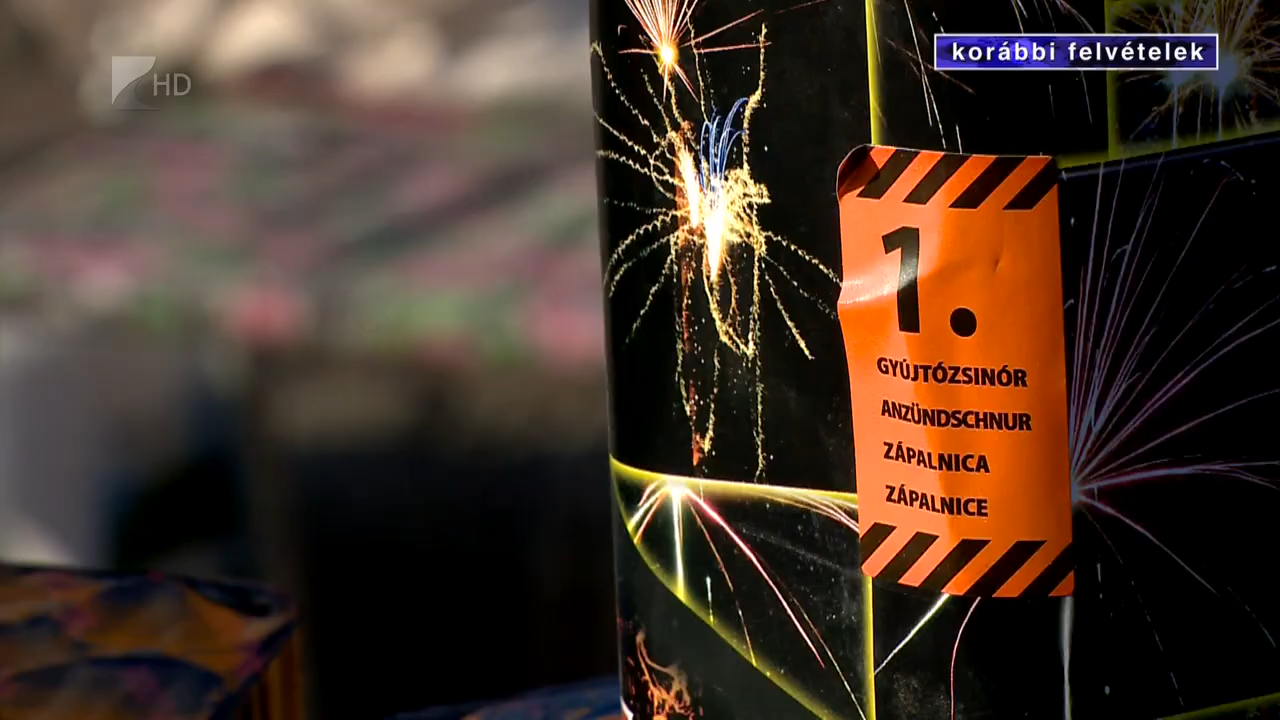 HD
korábbi felvételek
1.
GYÚJTÓZSINÓR
ANZÜNDSCHNUR
ZÁPALNICA
ZÁPALNICE